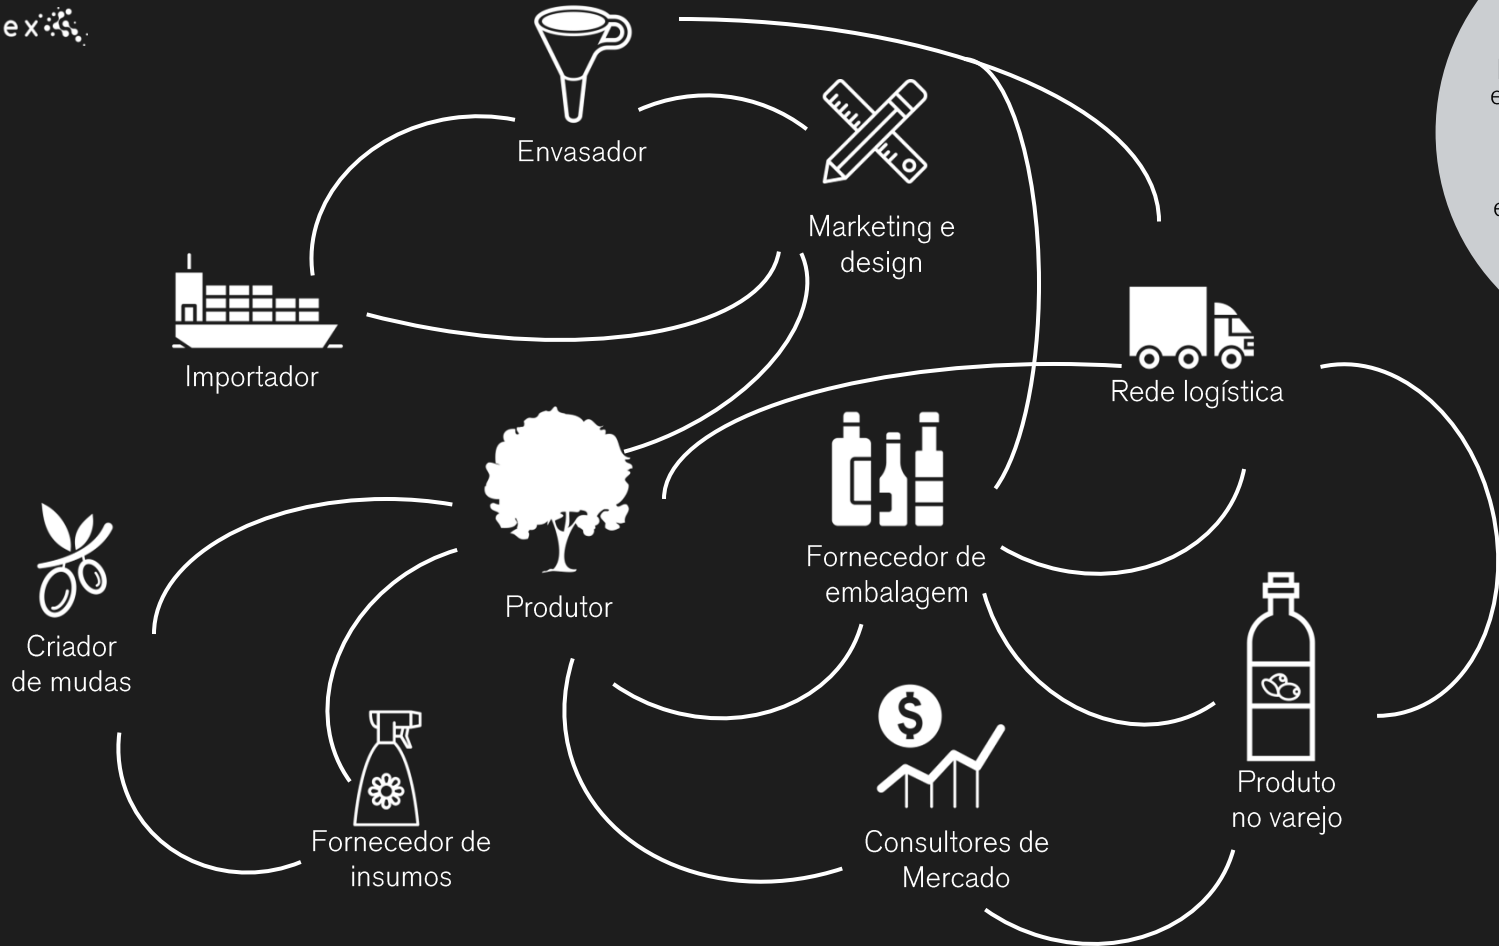 ex
Envasador
Marketing e
design
Importador
Rede logística
Fornecedor de
embalagem
Produtor
Criador
de mudas
Fornecedor de
insumos
$
Consultores de
Mercado
Produto
no varejo
e
e